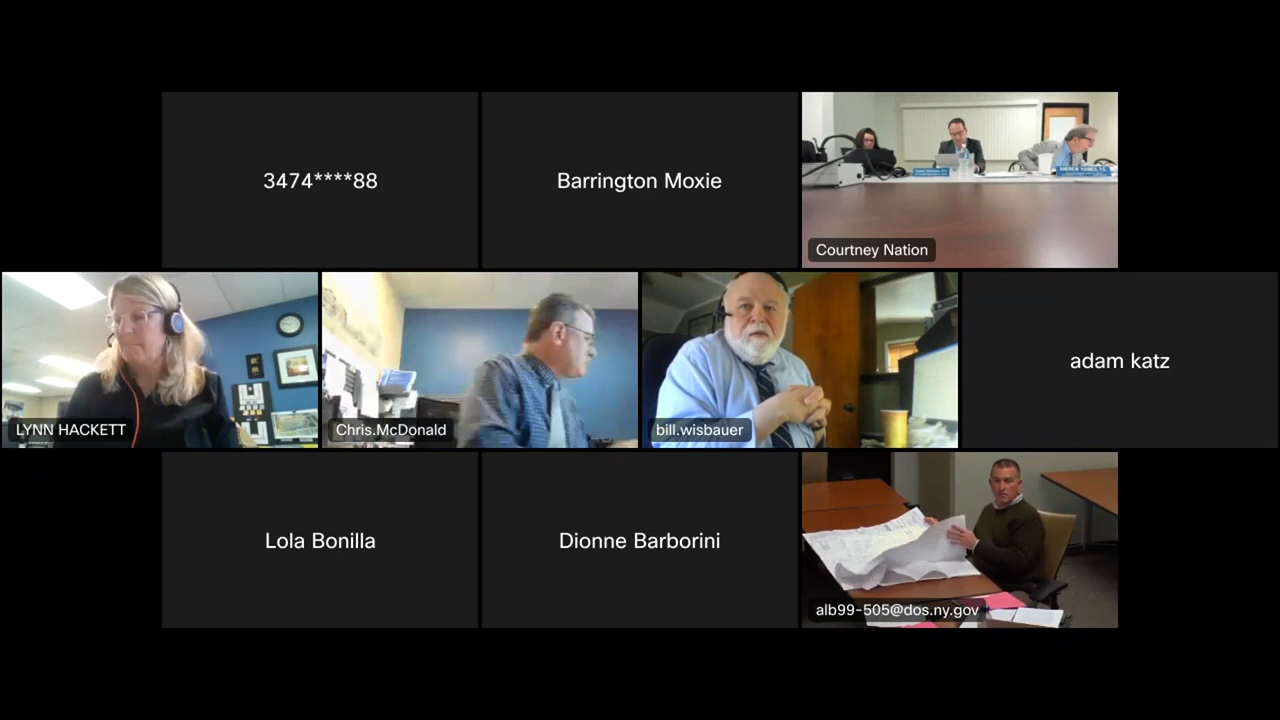 3474****88
Barrington Moxie
Courtney Nation
LYNN HACKETT
Chris.McDonald
bill.wisbauer
adam katz
Lola Bonilla
Dionne Barborini
alb99-505@dos.ny.gov